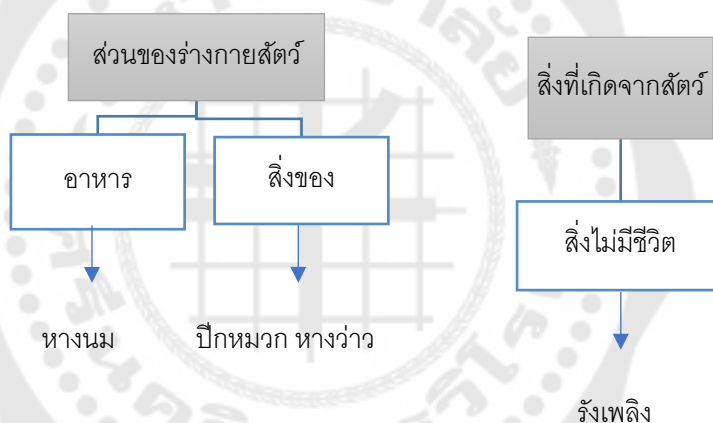 ส่วนของร่างกายสัตว์
สิ่งที่เกิดจากสัตว์
อาหาร
สิ่งของ
สิ่งไม่มีชีวิต
หางนม
ปีกหมวก หางว่าว
รังเพลิง